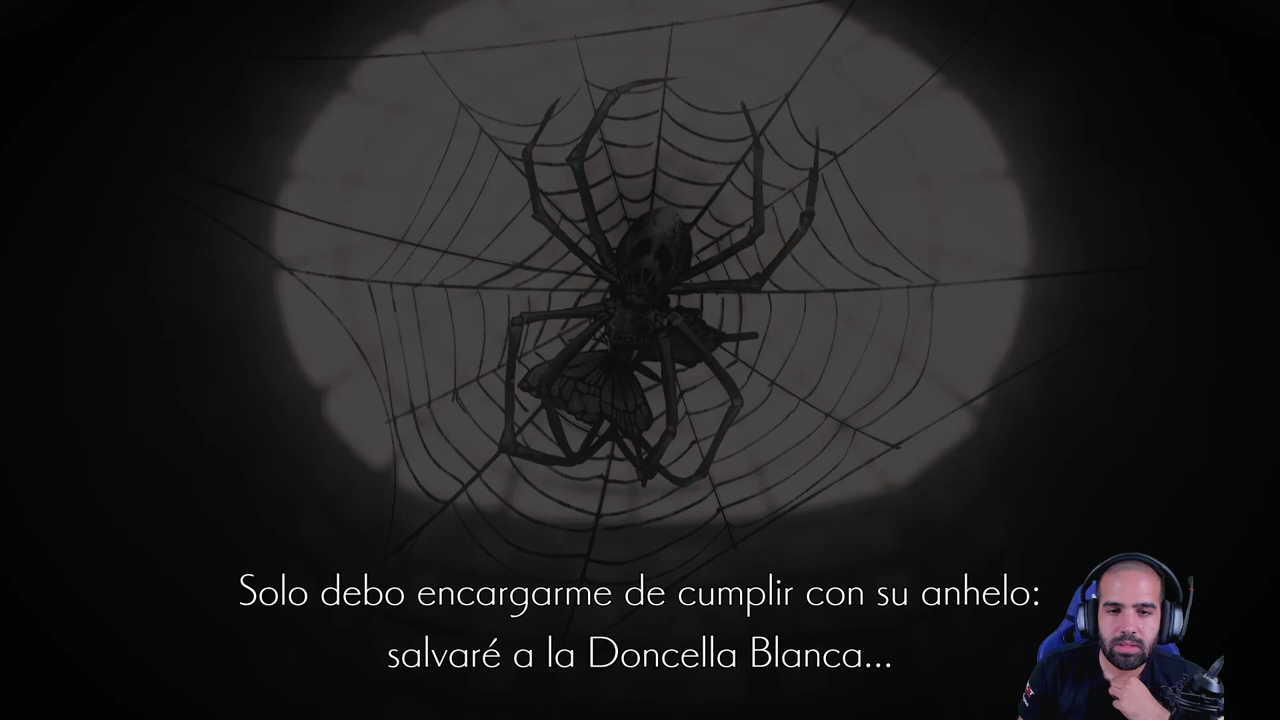 Solo debo encargarme de cumplir con su anhelo:
salvaré a la Doncella Blanca...